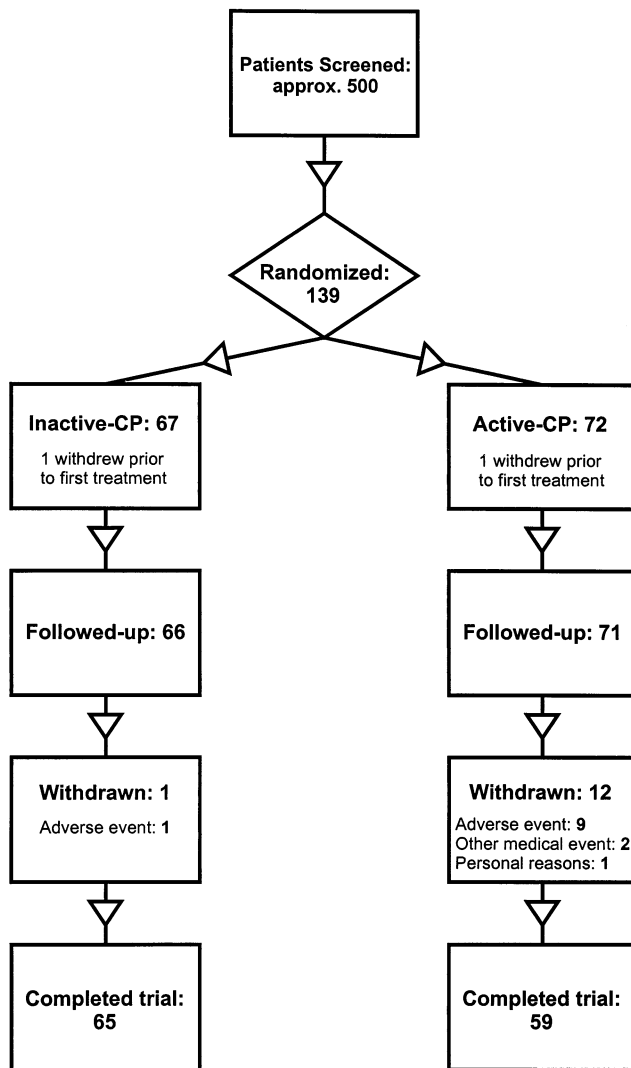 Patients Screened:
approx. 500
Randomized:
139
Inactive-CP: 67
1 withdrew prior
to first treatment
Active-CP: 72
1 withdrew prior
to first treatment
Followed-up: 66
Followed-up: 71
Withdrawn: 1
Adverse event: 1
Withdrawn: 12
Adverse event: 9
Other medical event: 2
Personal reasons: 1
Completed trial:
65
Completed trial:
59